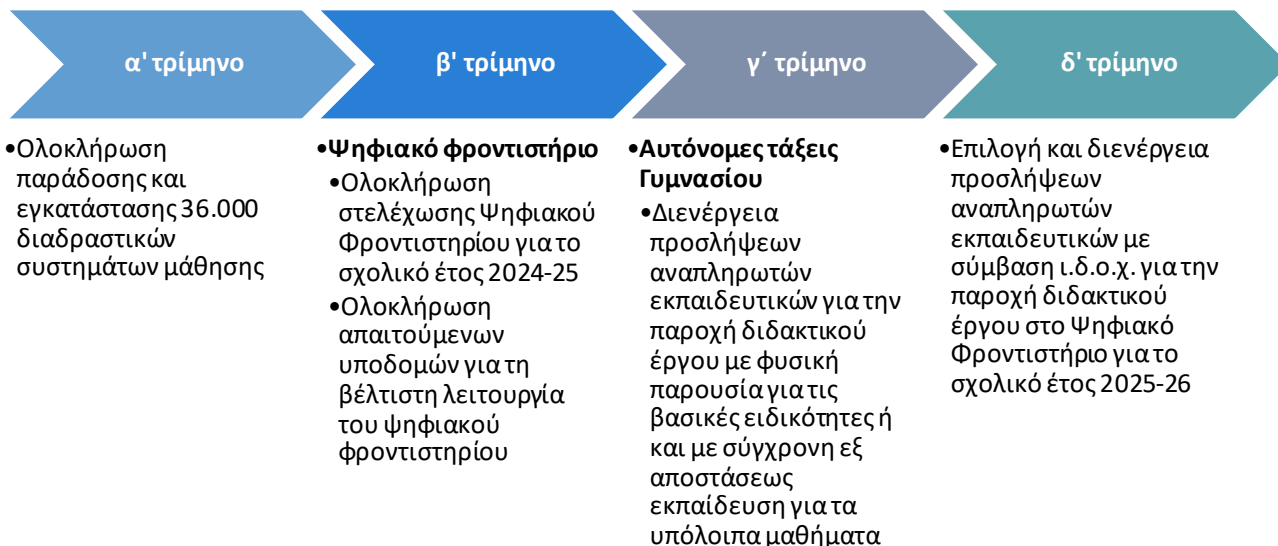 α' τρίμηνο
•Ολοκλήρωση
παράδοσης και
εγκατάστασης 36.000
διαδραστικών
συστημάτων μάθησης
β' τρίμηνο
•Ψηφιακό φροντιστήριο
•Ολοκλήρωση
στελέχωσης Ψηφιακού
Φροντιστηρίου για το
σχολικό έτος 2024-25
•Ολοκλήρωση
απαιτούμενων
υποδομών για τη
βέλτιστη λειτουργία
του ψηφιακού
φροντιστηρίου
γ΄ τρίμηνο
•Αυτόνομες τάξεις
Γυμνασίου
•Διενέργεια
προσλήψεων
αναπληρωτών
εκπαιδευτικών για την
παροχή διδακτικού
έργου με φυσική
παρουσία για τις
βασικές ειδικότητες ή
και με σύγχρονη εξ
αποστάσεως
εκπαίδευση για τα
υπόλοιπα μαθήματα
δ' τρίμηνο
•Επιλογή και διενέργεια
προσλήψεων
αναπληρωτών
εκπαιδευτικών με
σύμβαση ι.δ.ο.χ. για την
παροχή διδακτικού
έργου στο Ψηφιακό
Φροντιστήριο για το
σχολικό έτος 2025-26